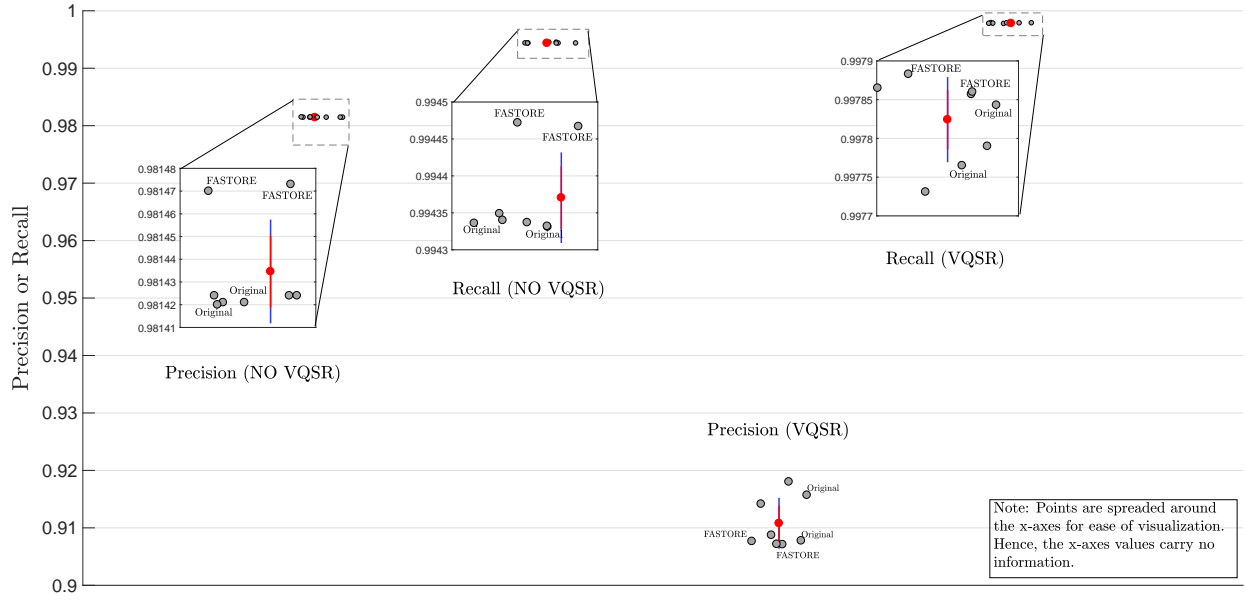 Precision or Recall
1
0.99
0.98
0.97
0.96
0.95
0.94
0.93
0.92
0.91
0.9
0.98148
0.98147
0.98146
0.98145
0.98144
0.98143
0.98142
0.98141
FASTORE
FASTORE
Original
Original
Precision (NO VQSR)
0.9945
0.99445
0.9944
0.99435
0.9943
FASTORE
FASTORE
Original
Original
Recall (NO VQSR)
0.9979
0.99785
0.9978
0.99775
0.9977
FASTORE
FASTORE
Original
Original
Recall (VQSR)
Precision (VQSR)
Original
FASTORE
Original
FASTORE
Note: Points are spreaded around
the x-axes for ease of visualization.
Hence, the x-axes values carry no
information.